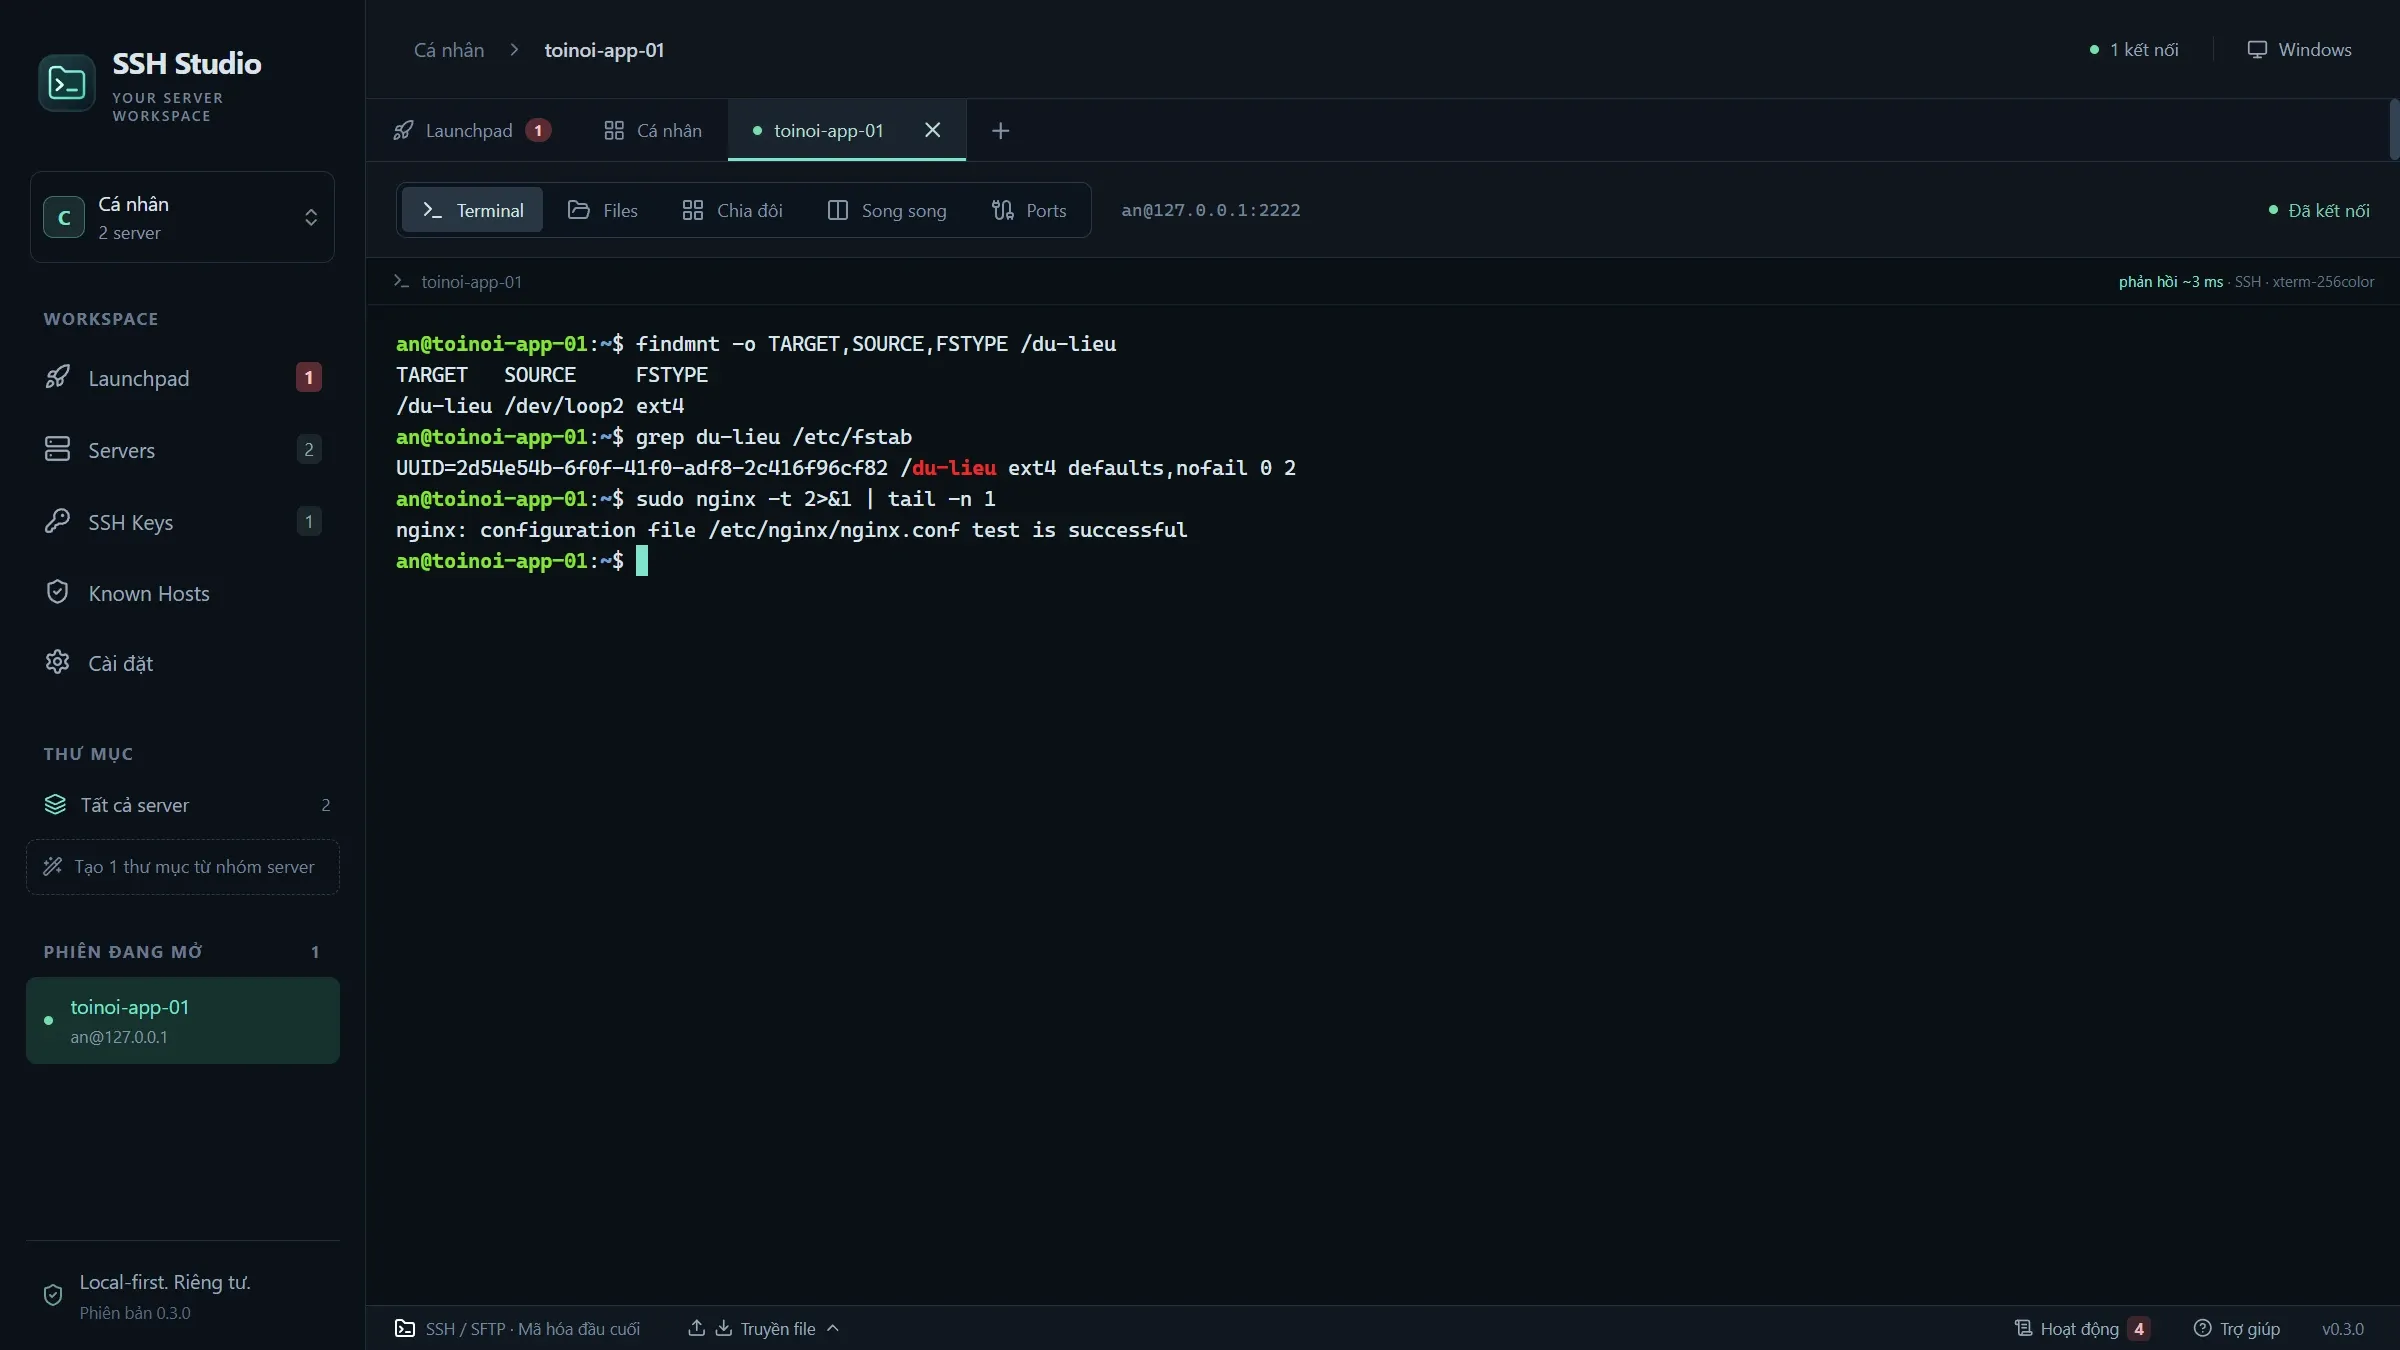 SSH Studio
YOUR SERVER
WORKSPACE
C
Cá nhân
2 server
WORKSPACE
Launchpad 1
Servers 2
SSH Keys 1
Known Hosts
Cài đặt
THƯ MỤC
Tất cả server 2
Tạo 1 thư mục từ nhóm server
PHIÊN ĐANG MỞ 1
toinoi-app-01
an@127.0.0.1
Local-first. Riêng tư.
Phiên bản 0.3.0
Cá nhân > toinoi-app-01
1 kết nối
Windows
Launchpad 1
Cá nhân
toinoi-app-01
Terminal
Files
Chia đôi
Song song
Ports
an@127.0.0.1:2222
Đã kết nối
toinoi-app-01
phản hồi ~3 ms · SSH · xterm-256color
an@toinoi-app-01:~$ findmnt -o TARGET,SOURCE,FSTYPE /du-lieu
TARGET   SOURCE     FSTYPE
/du-lieu /dev/loop2 ext4
an@toinoi-app-01:~$ grep du-lieu /etc/fstab
UUID=2d54e54b-6f0f-41f0-adf8-2c416f96cf82 /du-lieu ext4 defaults,nofail 0 2
an@toinoi-app-01:~$ sudo nginx -t 2>&1 | tail -n 1
nginx: configuration file /etc/nginx/nginx.conf test is successful
an@toinoi-app-01:~$
SSH / SFTP · Mã hóa đầu cuối
Truyền file
Hoạt động 4
Trợ giúp
v0.3.0